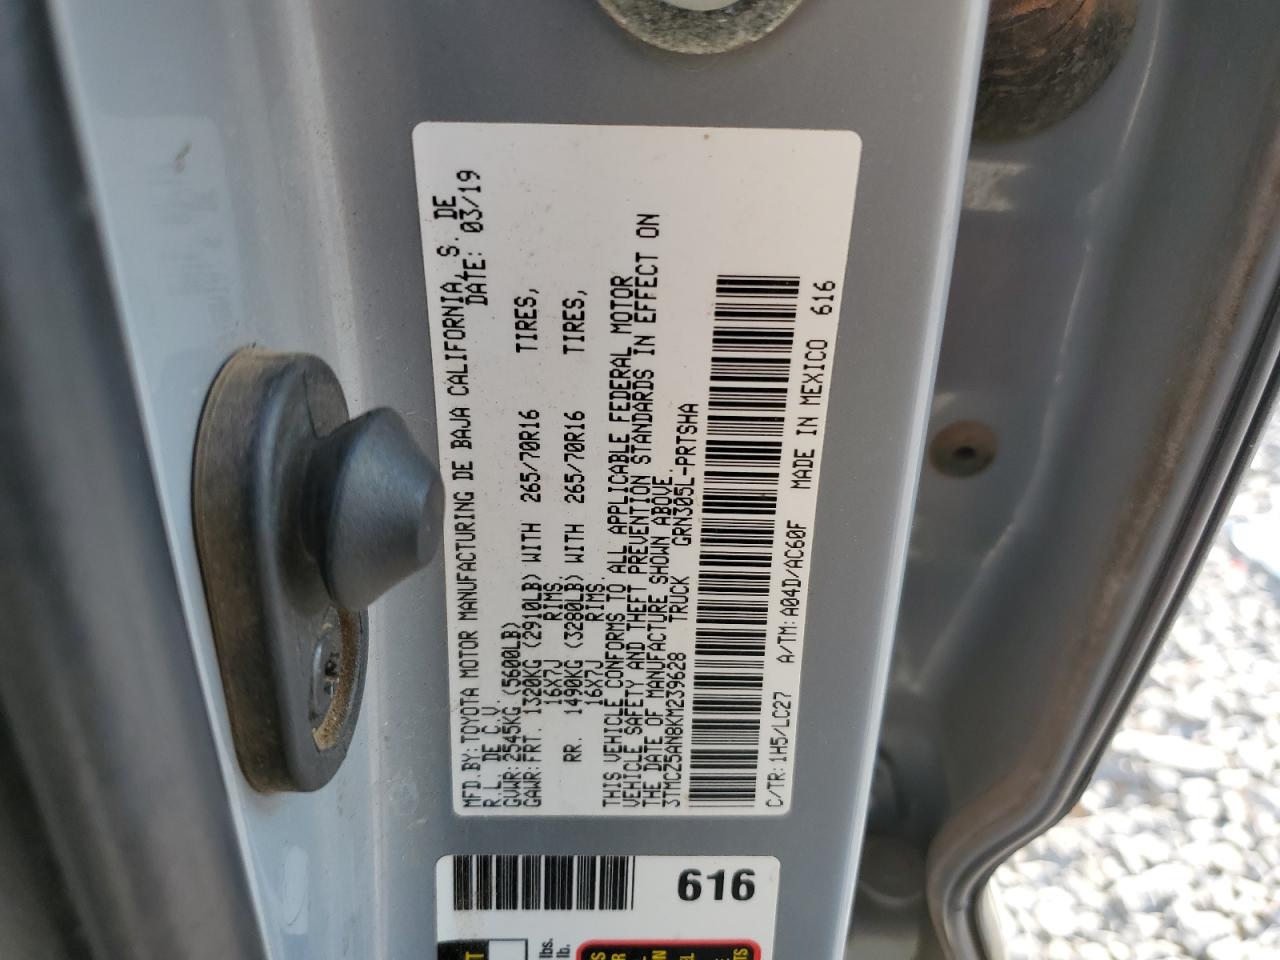 MFD.BY:TOYOTA MOTOR MANUFACTURING DE BAJA CALIFORNIA, S. DE
R.L. DE C.V. DATE: 03/19
GVWR: 2545KG (5600LB)
GAWR:FRT. 1320KG (2910LB) WITH 265/70R16 TIRES,
16X7J RIMS.
RR. 1490KG (3280LB) WITH 265/70R16 TIRES,
16X7J RIMS.
THIS VEHICLE CONFORMS TO ALL APPLICABLE FEDERAL MOTOR
VEHICLE SAFETY AND THEFT PREVENTION STANDARDS IN EFFECT ON
THE DATE OF MANUFACTURE SHOWN ABOVE.
3TMCZ5AN8KM239628 TRUCK GRN305L-PRTSHA
C/TR:1H5/LC27 A/TM:A04D/AC60F MADE IN MEXICO 616
616
lbs.
lb.